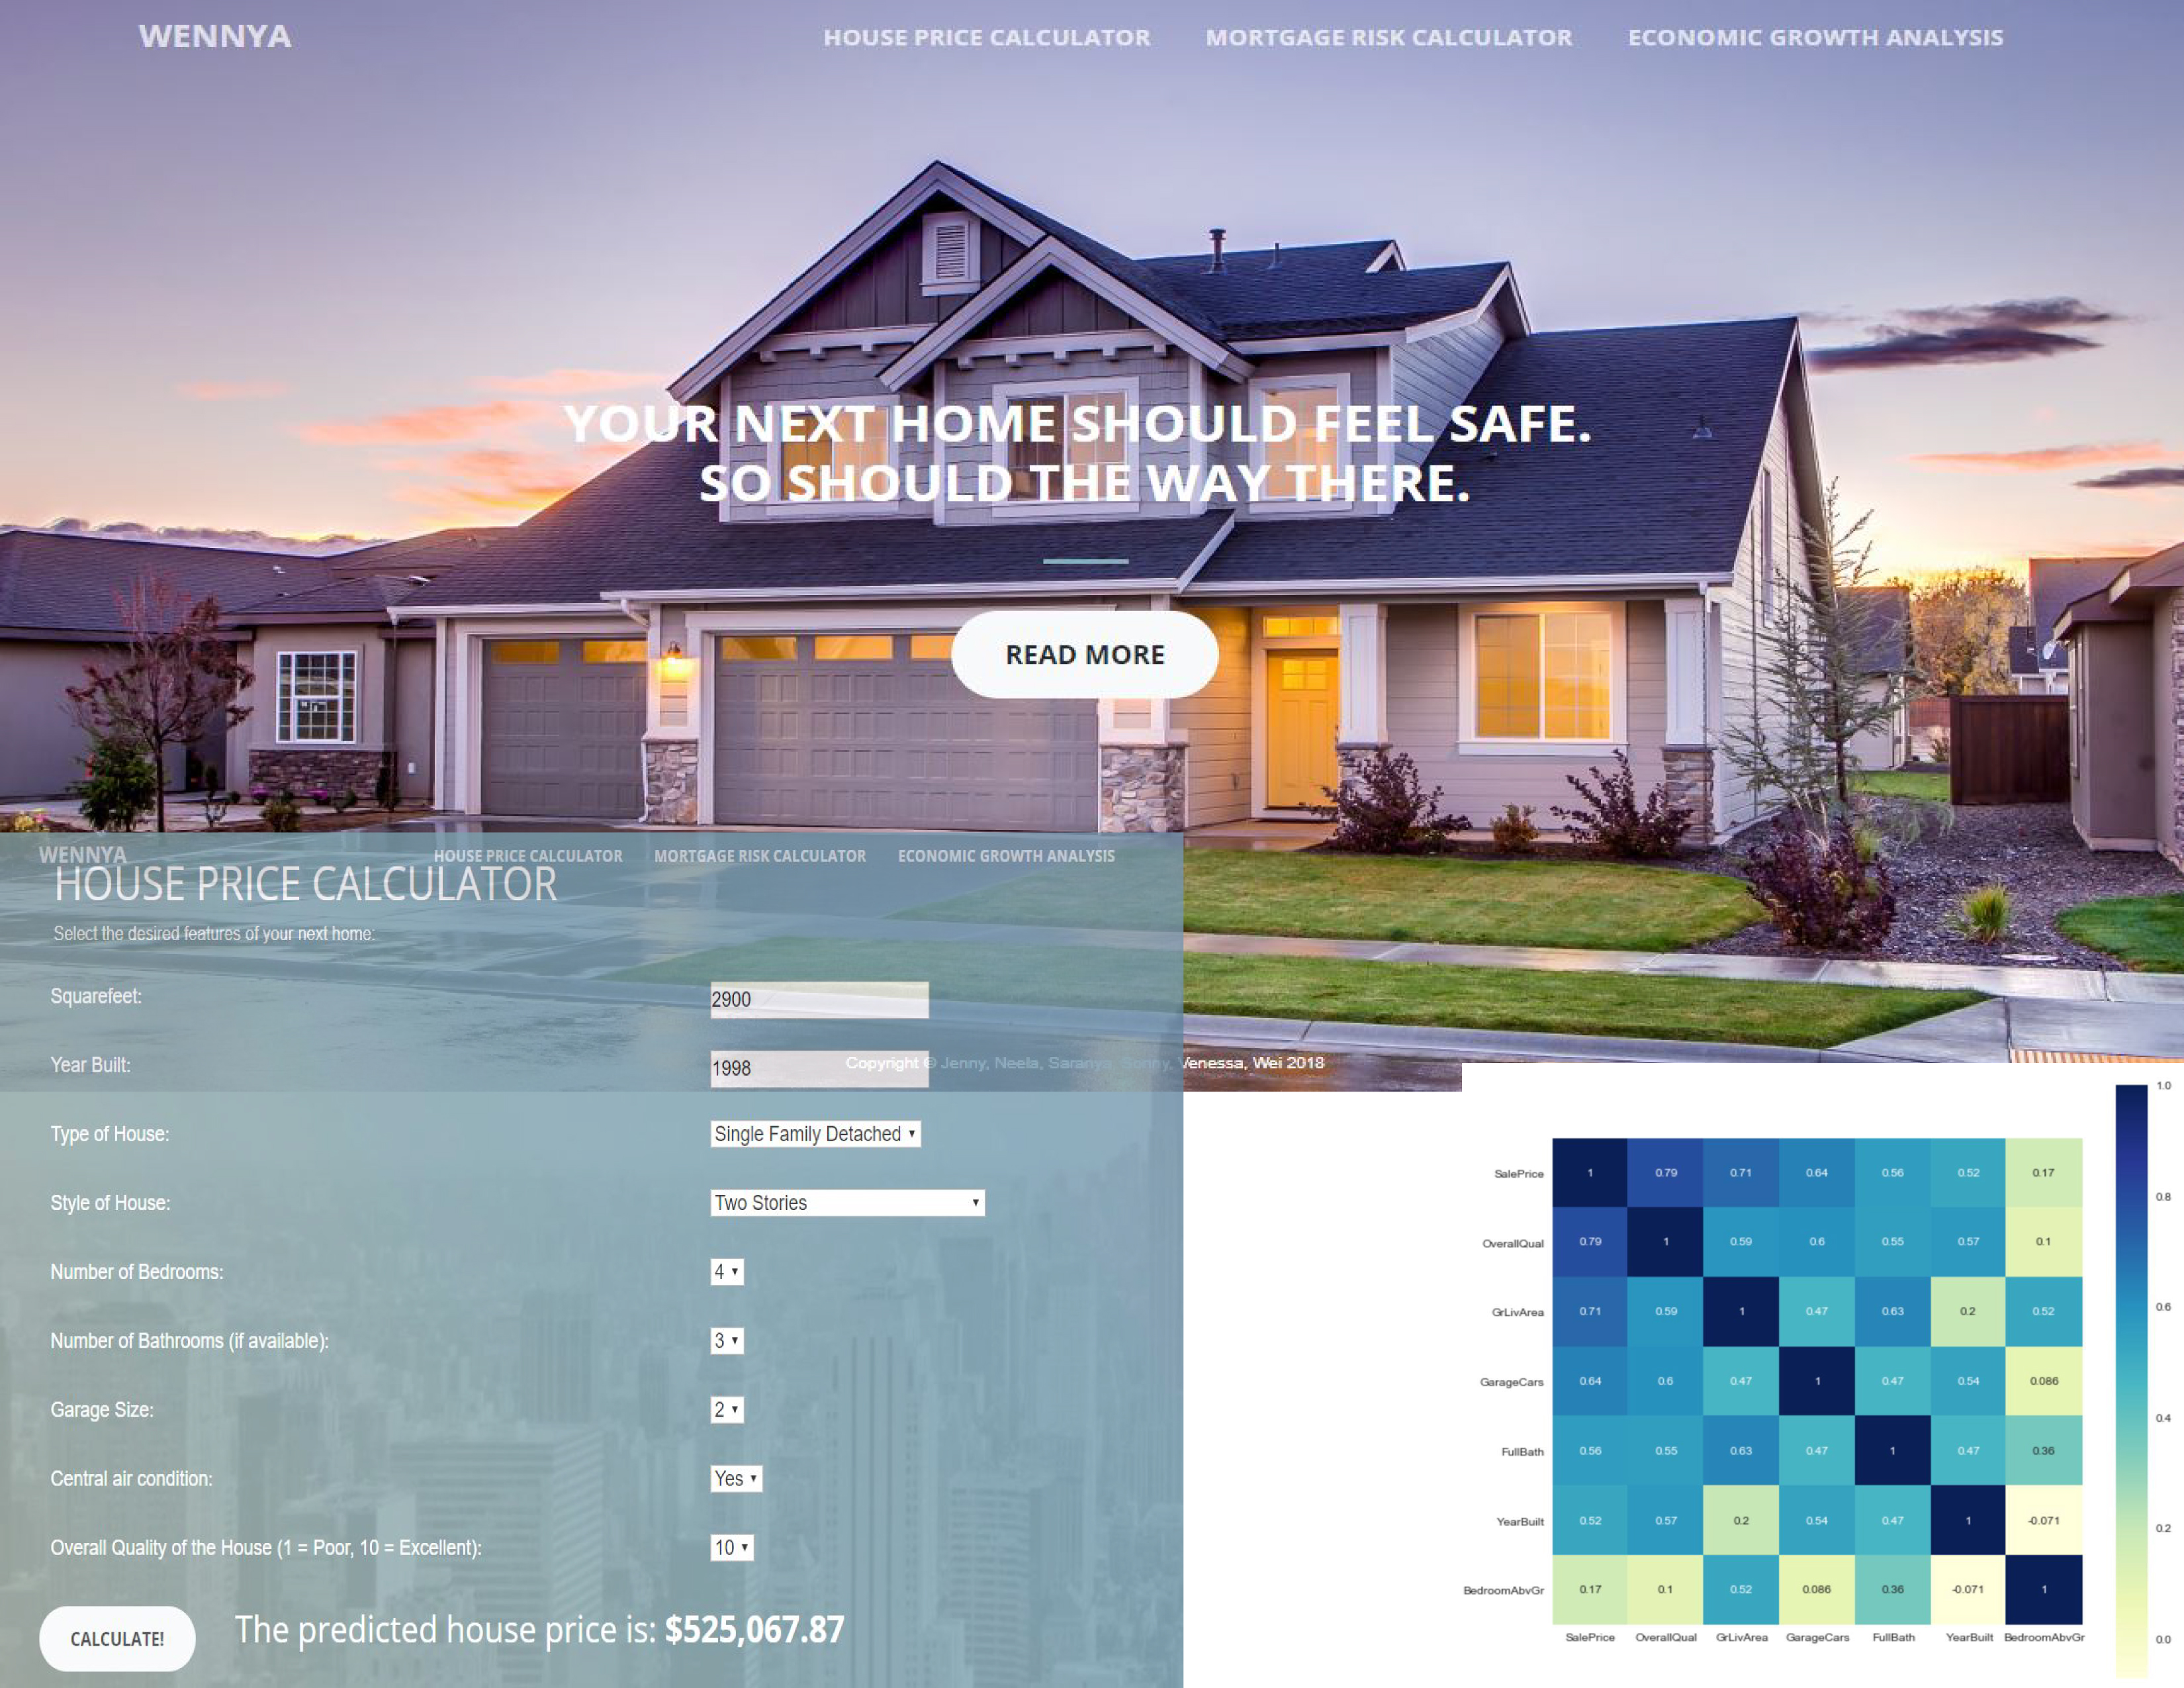 WENNYA HOUSE PRICE CALCULATOR MORTGAGE RISK CALCULATOR ECONOMIC GROWTH ANALYSIS
YOUR NEXT HOME SHOULD FEEL SAFE.
SO SHOULD THE WAY THERE.
READ MORE
WENNYA HOUSE PRICE CALCULATOR MORTGAGE RISK CALCULATOR ECONOMIC GROWTH ANALYSIS
HOUSE PRICE CALCULATOR
Select the desired features of your next home:
Squarefeet: 2900
Year Built: 1998
Copyright © Jenny, Neela, Saranya, Sonny, Venessa, Wei 2018
Type of House: Single Family Detached
Style of House: Two Stories
Number of Bedrooms: 4
Number of Bathrooms (if available): 3
Garage Size: 2
Central air condition: Yes
Overall Quality of the House (1 = Poor, 10 = Excellent): 10
CALCULATE! The predicted house price is: $525,067.87
SalePrice 1 0.79 0.71 0.64 0.56 0.52 0.17
OverallQual 0.79 1 0.59 0.6 0.55 0.57 0.1
GrLivArea 0.71 0.59 1 0.47 0.63 0.2 0.52
GarageCars 0.64 0.6 0.47 1 0.47 0.54 0.086
FullBath 0.56 0.55 0.63 0.47 1 0.47 0.36
YearBuilt 0.52 0.57 0.2 0.54 0.47 1 -0.071
BedroomAbvGr 0.17 0.1 0.52 0.086 0.36 -0.071 1
SalePrice OverallQual GrLivArea GarageCars FullBath YearBuilt BedroomAbvGr
1.0
0.8
0.6
0.4
0.2
0.0